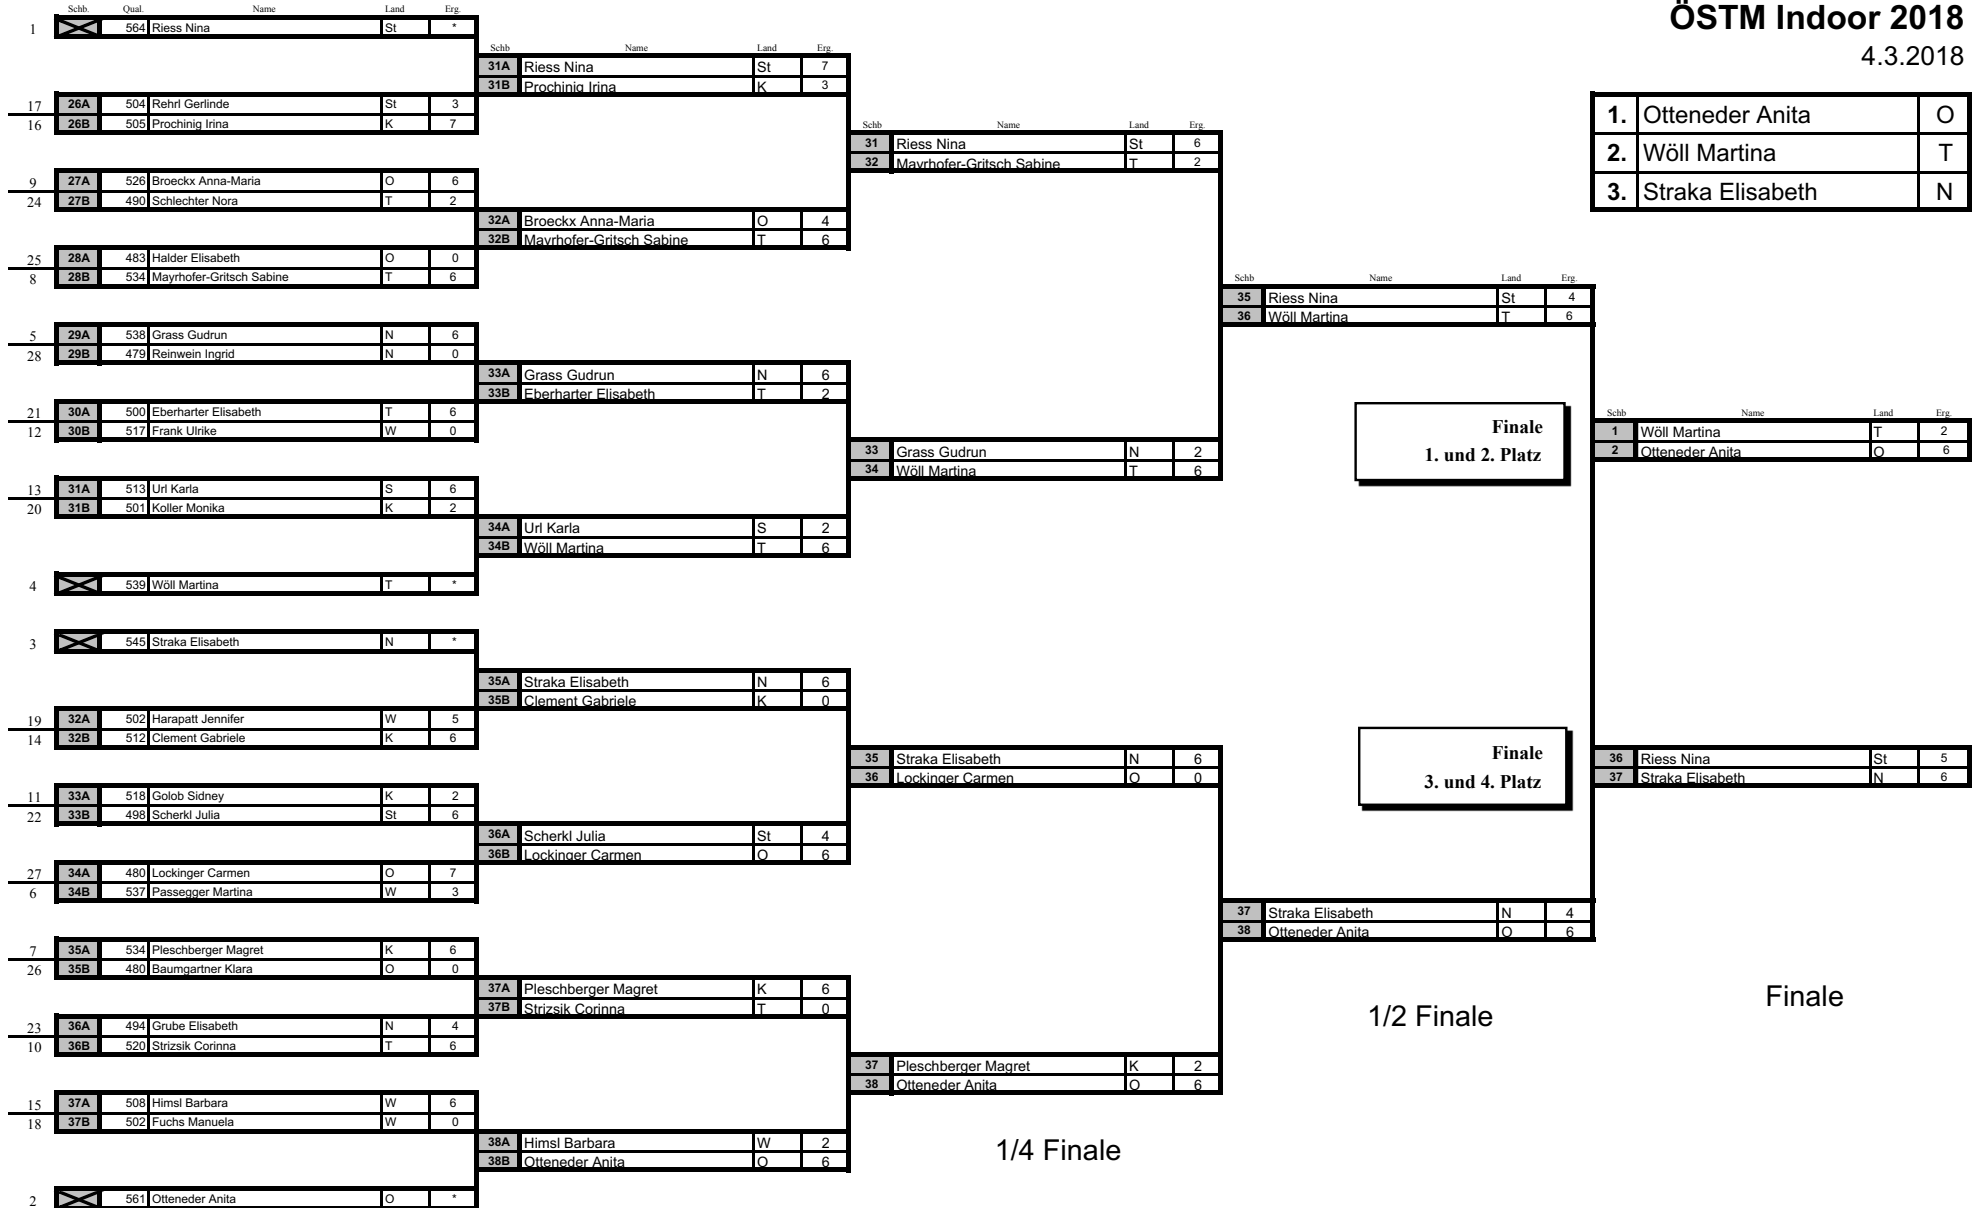 ÖSTM Indoor 2018
4.3.2018
1. Otteneder Anita O
2. Wöll Martina T
3. Straka Elisabeth N
Schb. Qual. Name Land Erg.
1 564 Riess Nina St *
17 26A 504 Rehrl Gerlinde St 3
16 26B 505 Prochinig Irina K 7
9 27A 526 Broeckx Anna-Maria O 6
24 27B 490 Schlechter Nora T 2
25 28A 483 Halder Elisabeth O 0
8 28B 534 Mayrhofer-Gritsch Sabine T 6
5 29A 538 Grass Gudrun N 6
28 29B 479 Reinwein Ingrid N 0
21 30A 500 Eberharter Elisabeth T 6
12 30B 517 Frank Ulrike W 0
13 31A 513 Url Karla S 6
20 31B 501 Koller Monika K 2
4 539 Wöll Martina T *
3 545 Straka Elisabeth N *
19 32A 502 Harapatt Jennifer W 5
14 32B 512 Clement Gabriele K 6
11 33A 518 Golob Sidney K 2
22 33B 498 Scherkl Julia St 6
27 34A 480 Lockinger Carmen O 7
6 34B 537 Passegger Martina W 3
7 35A 534 Pleschberger Magret K 6
26 35B 480 Baumgartner Klara O 0
23 36A 494 Grube Elisabeth N 4
10 36B 520 Strizsik Corinna T 6
15 37A 508 Himsl Barbara W 6
18 37B 502 Fuchs Manuela W 0
2 561 Otteneder Anita O *
Schb Name Land Erg.
31A Riess Nina St 7
31B Prochinig Irina K 3
32A Broeckx Anna-Maria O 4
32B Mayrhofer-Gritsch Sabine T 6
33A Grass Gudrun N 6
33B Eberharter Elisabeth T 2
34A Url Karla S 2
34B Wöll Martina T 6
35A Straka Elisabeth N 6
35B Clement Gabriele K 0
36A Scherkl Julia St 4
36B Lockinger Carmen O 6
37A Pleschberger Magret K 6
37B Strizsik Corinna T 0
38A Himsl Barbara W 2
38B Otteneder Anita O 6
Schb Name Land Erg.
31 Riess Nina St 6
32 Mayrhofer-Gritsch Sabine T 2
33 Grass Gudrun N 2
34 Wöll Martina T 6
35 Straka Elisabeth N 6
36 Lockinger Carmen O 0
37 Pleschberger Magret K 2
38 Otteneder Anita O 6
1/4 Finale
Schb Name Land Erg.
35 Riess Nina St 4
36 Wöll Martina T 6
37 Straka Elisabeth N 4
38 Otteneder Anita O 6
1/2 Finale
Finale
1. und 2. Platz
Schb Name Land Erg.
1 Wöll Martina T 2
2 Otteneder Anita O 6
Finale
3. und 4. Platz
36 Riess Nina St 5
37 Straka Elisabeth N 6
Finale